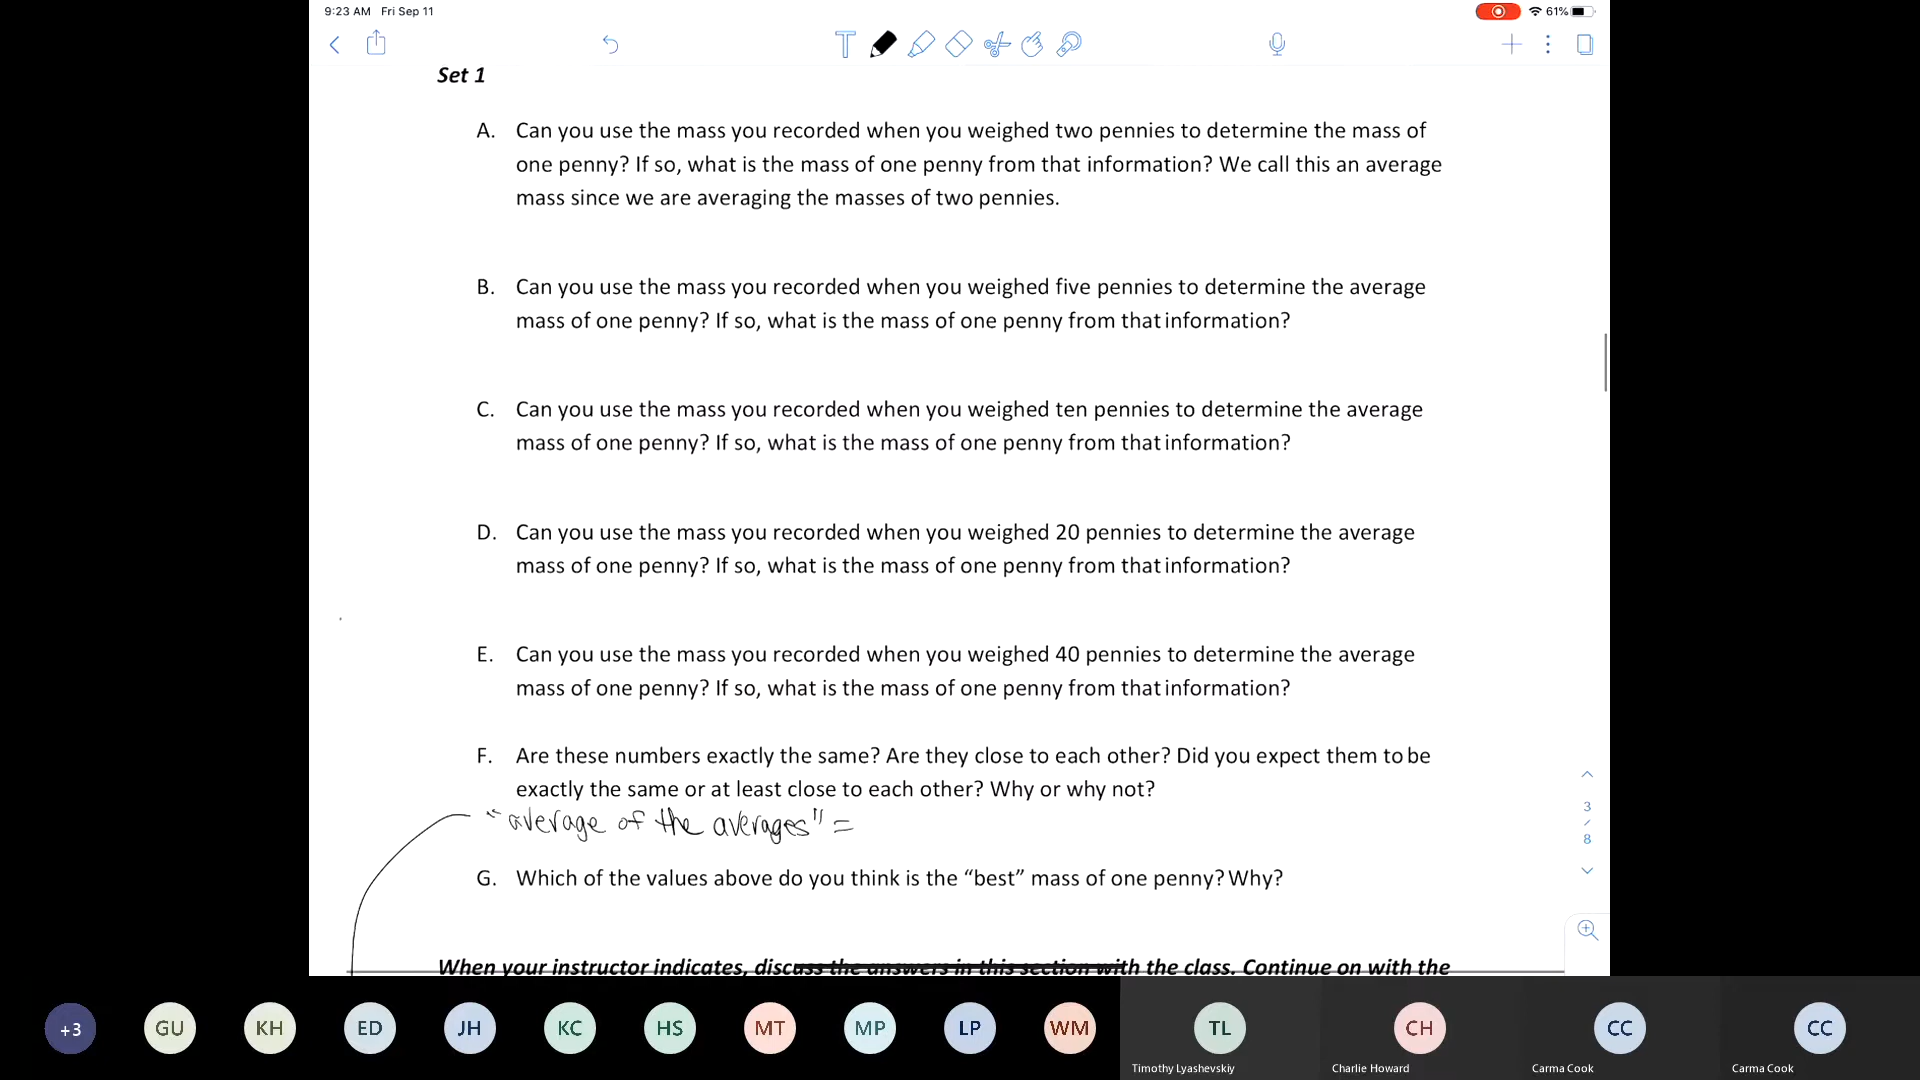 9:23 AM Fri Sep 11
61%
T
Set 1
A. Can you use the mass you recorded when you weighed two pennies to determine the mass of
one penny? If so, what is the mass of one penny from that information? We call this an average
mass since we are averaging the masses of two pennies.
B. Can you use the mass you recorded when you weighed five pennies to determine the average
mass of one penny? If so, what is the mass of one penny from that information?
C. Can you use the mass you recorded when you weighed ten pennies to determine the average
mass of one penny? If so, what is the mass of one penny from that information?
D. Can you use the mass you recorded when you weighed 20 pennies to determine the average
mass of one penny? If so, what is the mass of one penny from that information?
E. Can you use the mass you recorded when you weighed 40 pennies to determine the average
mass of one penny? If so, what is the mass of one penny from that information?
F. Are these numbers exactly the same? Are they close to each other? Did you expect them to be
exactly the same or at least close to each other? Why or why not?
"average of the averages" =
3
/
8
G. Which of the values above do you think is the “best” mass of one penny? Why?
When your instructor indicates, discuss the answers in this section with the class. Continue on with the
+3 GU KH ED JH KC HS MT MP LP WM TL CH CC CC
Timothy Lyashevskiy Charlie Howard Carma Cook Carma Cook